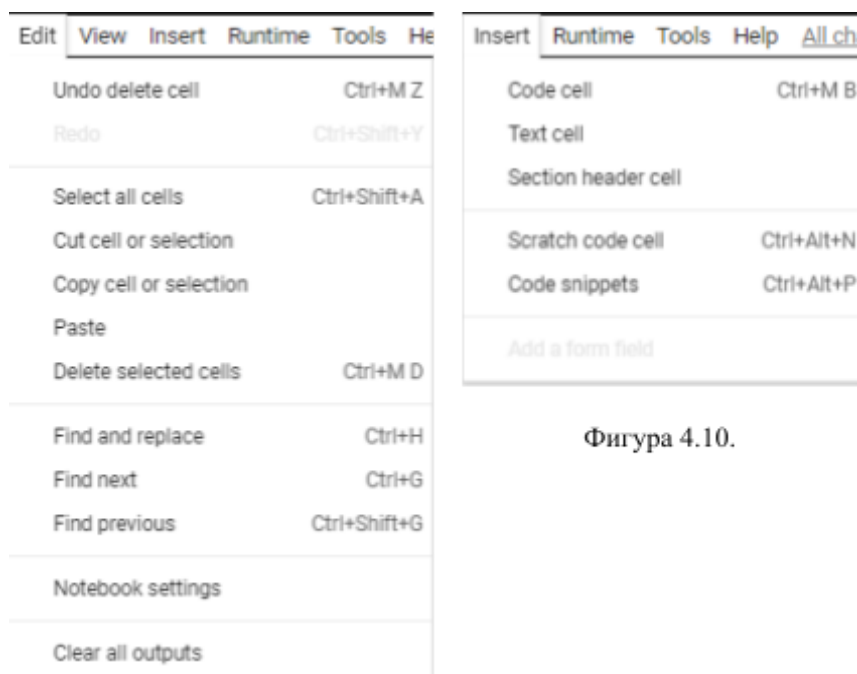 Edit View Insert Runtime Tools He
Undo delete cell Ctrl+M Z
Redo Ctrl+Shift+Y
Select all cells Ctrl+Shift+A
Cut cell or selection
Copy cell or selection
Paste
Delete selected cells Ctrl+M D
Find and replace Ctrl+H
Find next Ctrl+G
Find previous Ctrl+Shift+G
Notebook settings
Clear all outputs
Insert Runtime Tools Help All ch
Code cell Ctrl+M B
Text cell
Section header cell
Scratch code cell Ctrl+Alt+N
Code snippets Ctrl+Alt+P
Add a form field
Фигура 4.10.